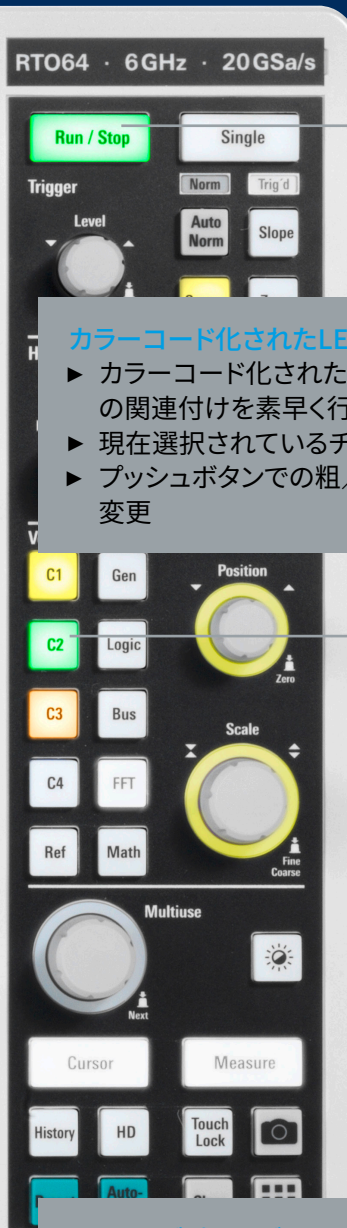 RTO64 · 6 GHz · 20 GSa/s
Run / Stop
Single
Trigger
Norm
Trig'd
Level
Auto
Norm
Slope
カラーコード化されたLE
▶ カラーコード化された
の関連付けを素早く行
▶ 現在選択されているチ
▶ プッシュボタンでの粗
変更
C1
Gen
Position
C2
Logic
Zero
C3
Bus
Scale
C4
FFT
Ref
Math
Fine
Coarse
Multiuse
Next
Cursor
Measure
History
HD
Touch
Lock
Auto-